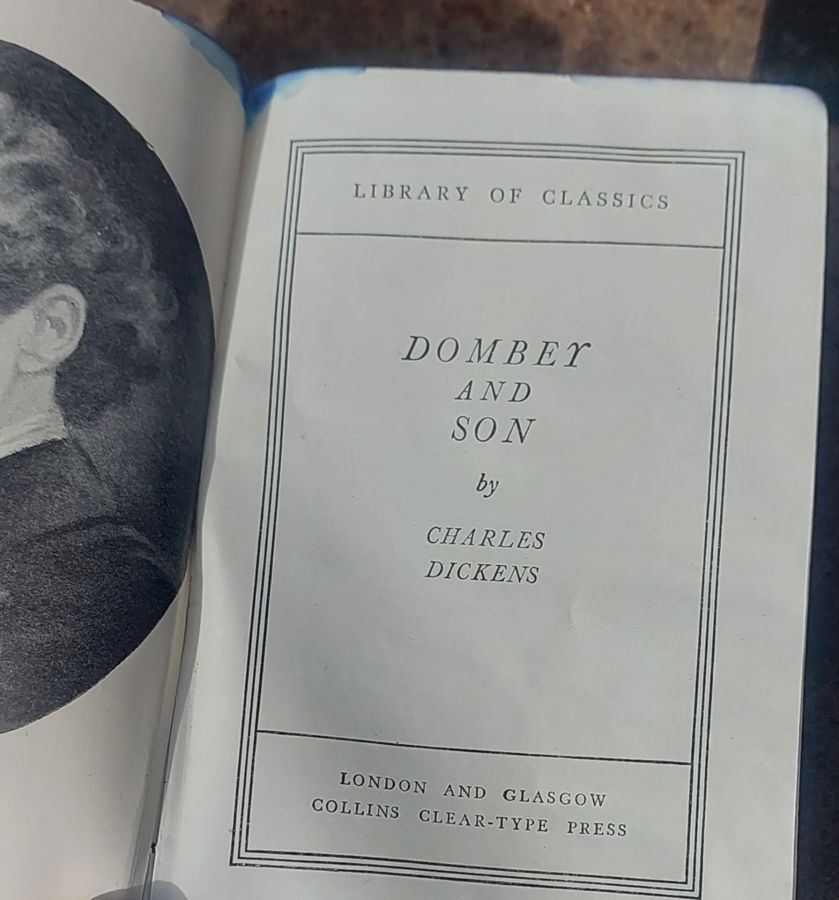 LIBRARY OF CLASSICS
DOMBEY
AND
SON
by
CHARLES
DICKENS
LONDON AND GLASGOW
COLLINS CLEAR-TYPE PRESS